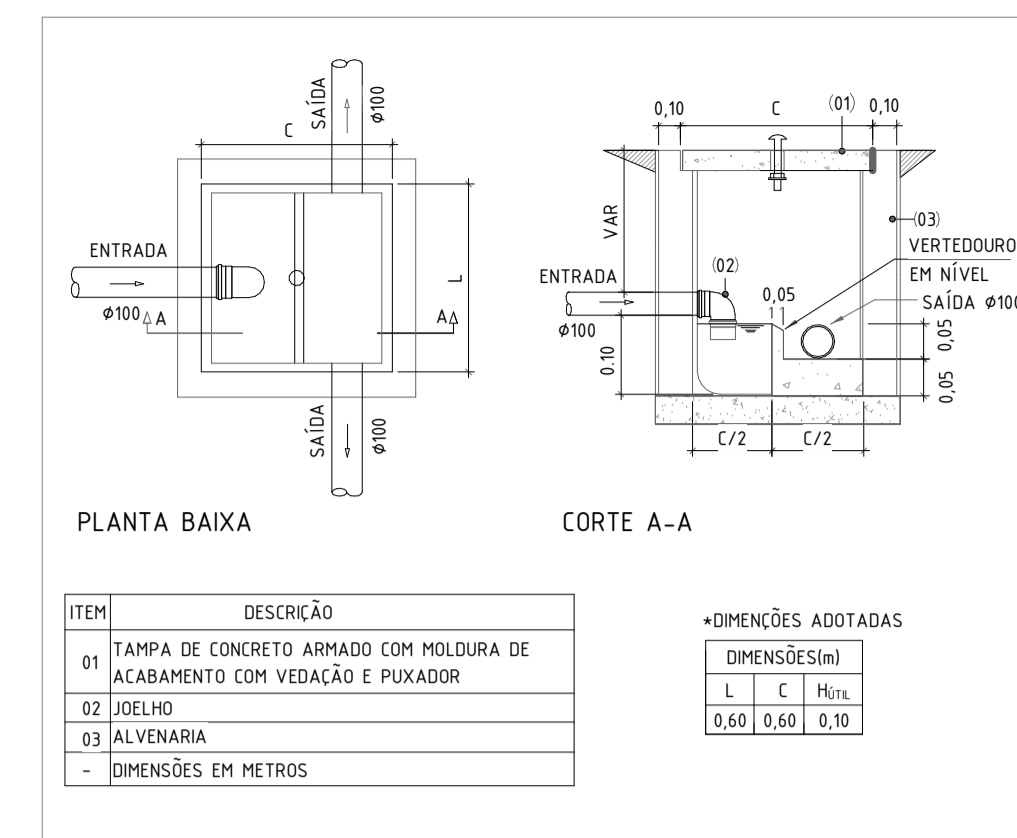 SAÍDA
ø100
C
ENTRADA
ø100
A
A
L
SAÍDA
ø100
PLANTA BAIXA
0,10
C
(01)
0,10
VAR
(03)
VERTEDOURO
EM NÍVEL
SAÍDA ø100
ENTRADA
(02)
0,05
ø100
0.10
0,05
0,05
C/2
C/2
CORTE A-A
ITEM DESCRIÇÃO
01 TAMPA DE CONCRETO ARMADO COM MOLDURA DE
ACABAMENTO COM VEDAÇÃO E PUXADOR
02 JOELHO
03 ALVENARIA
- DIMENSÕES EM METROS
*DIMENÇÕES ADOTADAS
DIMENSÕES(m)
L C HÚTIL
0,60 0,60 0,10